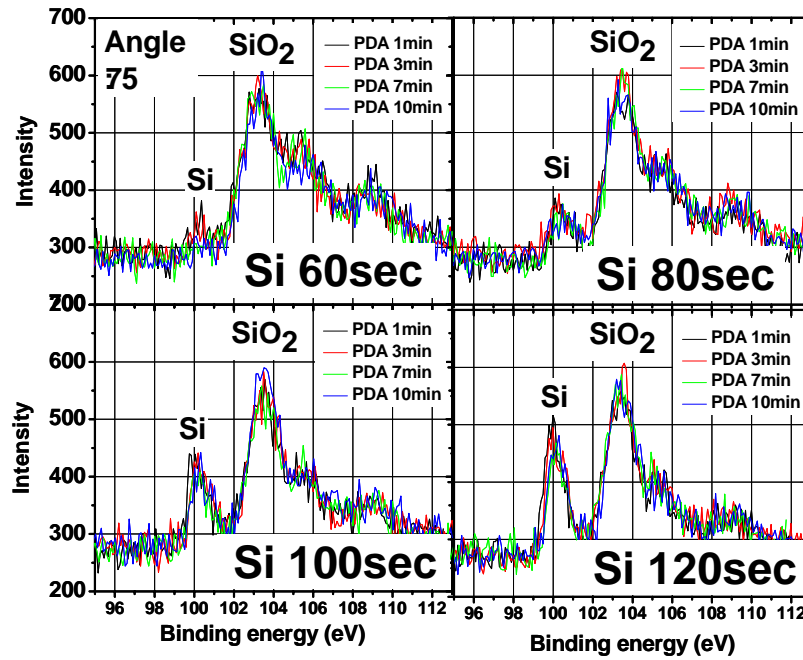 700
600
500
400
300
200
Intensity
Angle
75
SiO2
Si
PDA 1min
PDA 3min
PDA 7min
PDA 10min
Si 60sec
SiO2
Si
PDA 1min
PDA 3min
PDA 7min
PDA 10min
Si 80sec
700
600
500
400
300
200
Intensity
SiO2
Si
PDA 1min
PDA 3min
PDA 7min
PDA 10min
Si 100sec
96 98 100 102 104 106 108 110 112
Binding energy (eV)
SiO2
Si
PDA 1min
PDA 3min
PDA 7min
PDA 10min
Si 120sec
96 98 100 102 104 106 108 110 112
Binding energy (eV)